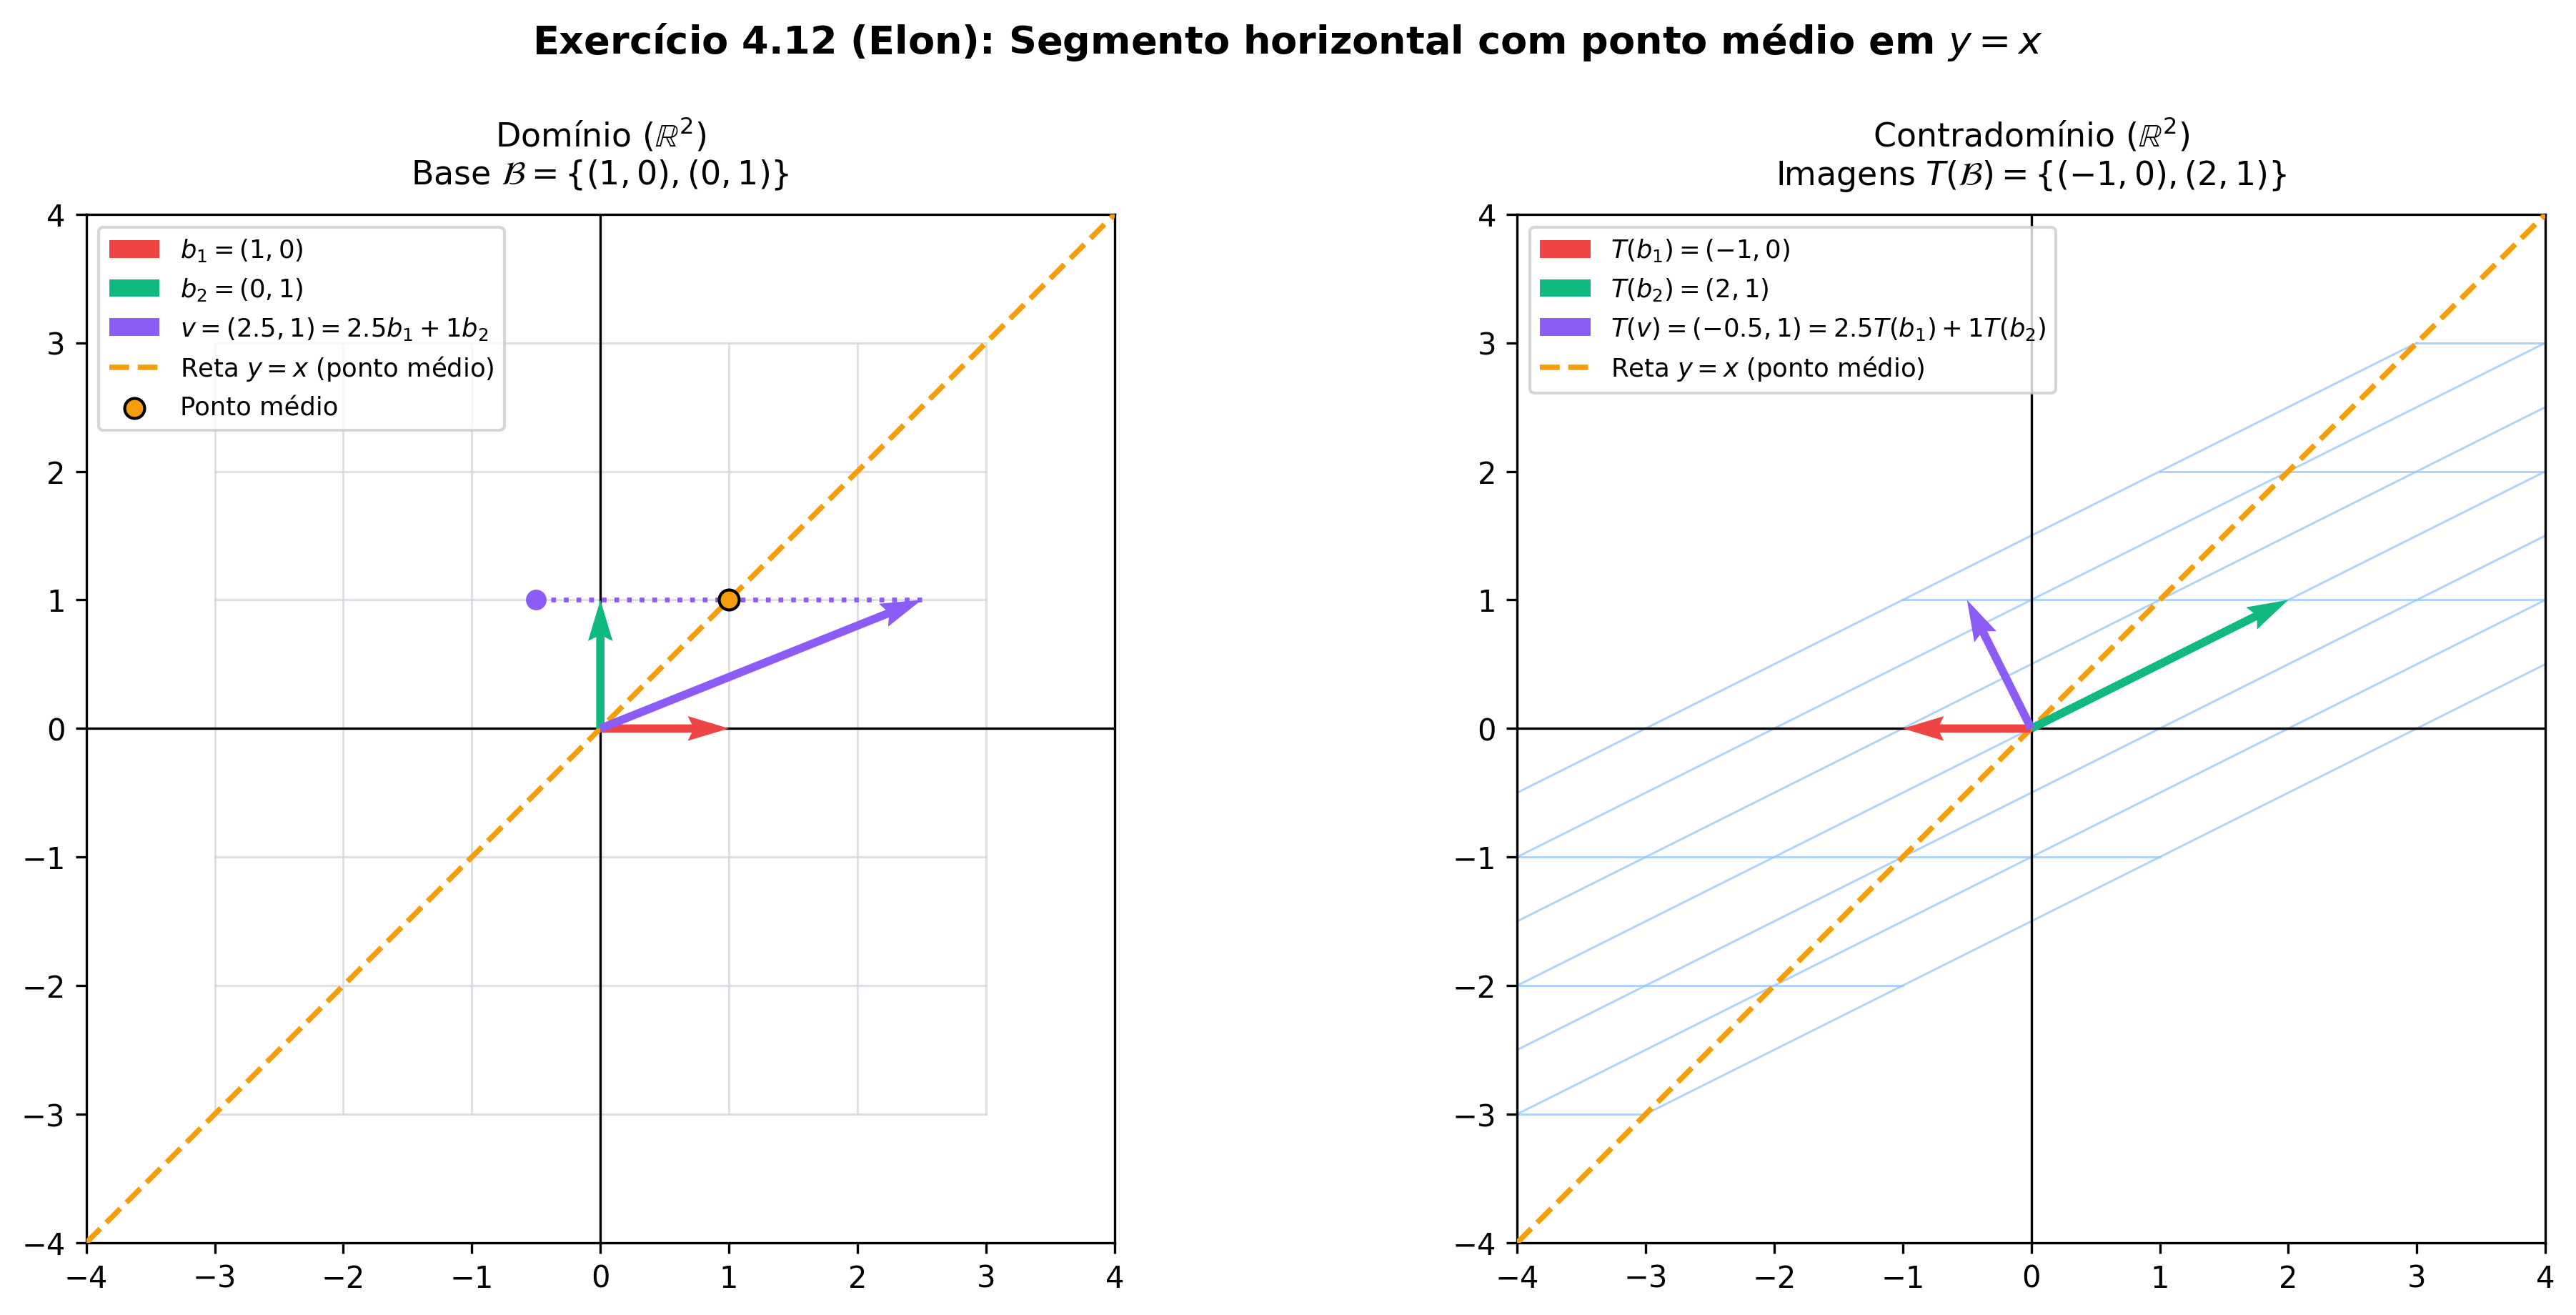 Exercício 4.12 (Elon): Segmento horizontal com ponto médio em y = x
Domínio (ℝ²)
Base ℬ = {(1, 0), (0, 1)}
b₁ = (1, 0)
b₂ = (0, 1)
v = (2.5, 1) = 2.5b₁ + 1b₂
Reta y = x (ponto médio)
Ponto médio
4
3
2
1
0
−1
−2
−3
−4
−4 −3 −2 −1 0 1 2 3 4
Contradomínio (ℝ²)
Imagens T(ℬ) = {(−1, 0), (2, 1)}
T(b₁) = (−1, 0)
T(b₂) = (2, 1)
T(v) = (−0.5, 1) = 2.5T(b₁) + 1T(b₂)
Reta y = x (ponto médio)
4
3
2
1
0
−1
−2
−3
−4
−4 −3 −2 −1 0 1 2 3 4